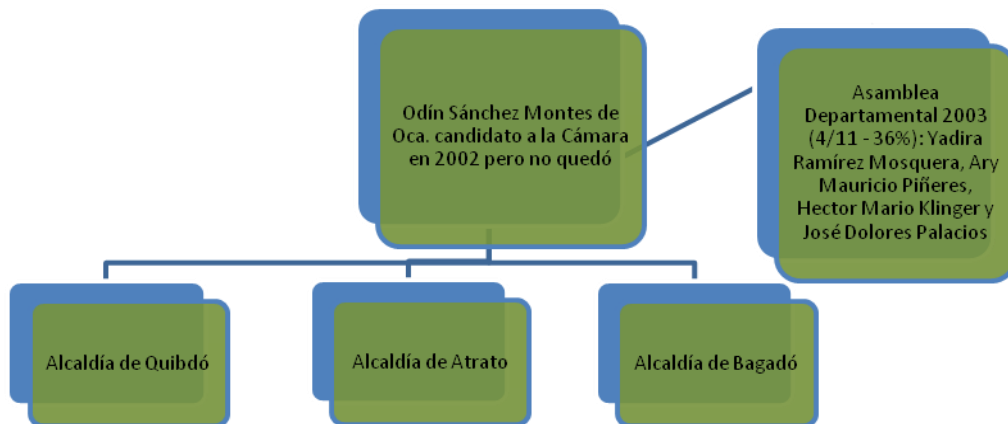 Odín Sánchez Montes de
Oca. candidato a la Cámara
en 2002 pero no quedó
Asamblea
Departamental 2003
(4/11 - 36%): Yadira
Ramírez Mosquera, Ary
Mauricio Piñeres,
Hector Mario Klinger y
José Dolores Palacios
Alcaldía de Quibdó
Alcaldía de Atrato
Alcaldía de Bagadó